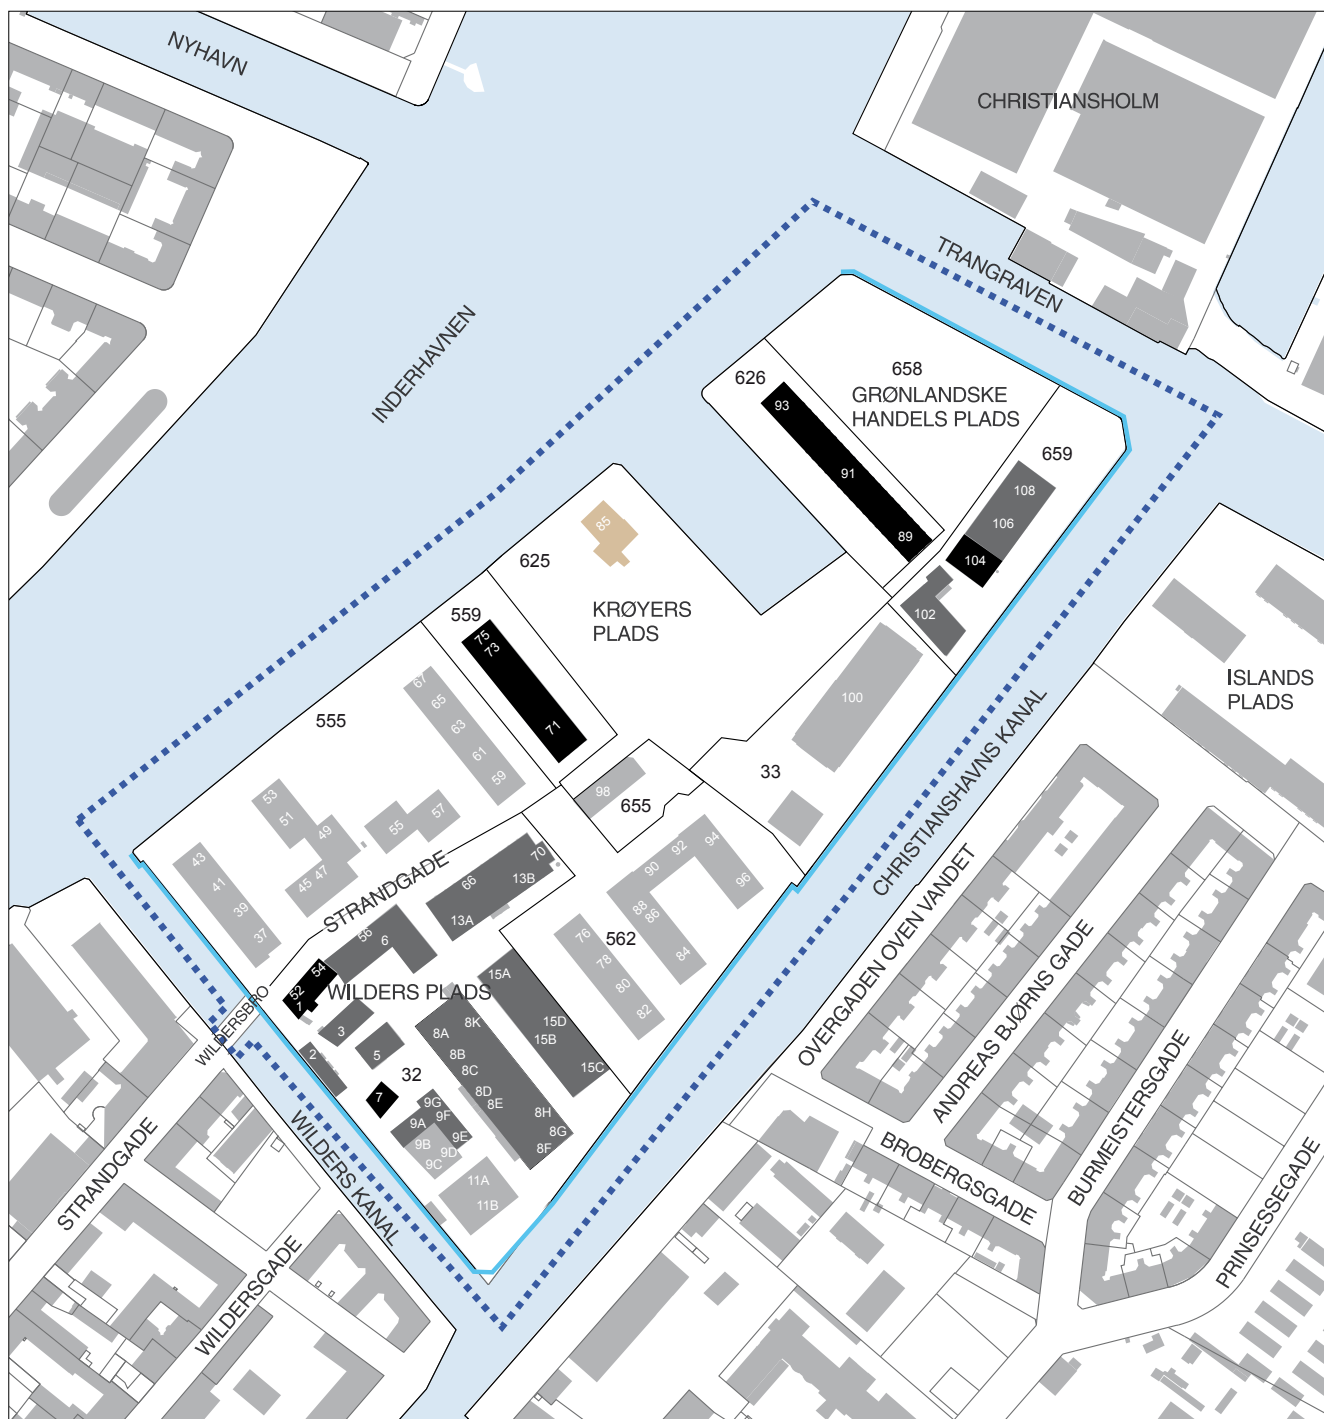 NYHAVN
CHRISTIANSHOLM
TRANGRAVEN
INDERHAVNEN
658
GRØNLANDSKE
HANDELS PLADS
626
93
91
89
659
108
106
104
102
85
625
KRØYERS
PLADS
559
75
73
71
555
67
65
63
61
59
57
55
53
51
49
47
45
43
41
39
37
100
33
98
655
ISLANDS
PLADS
CHRISTIANSHAVNS KANAL
STRANDGADE
70
66
13B
13A
56
6
54
52
1
WILDERS PLADS
WILDERSBRO
3
2
5
7
32
94
92
90
96
88
86
84
562
76
78
80
82
15A
15D
15B
15C
8K
8A
8B
8C
8D
8E
8H
8G
8F
9G
9F
9A
9E
9B
9D
9C
11A
11B
OVERGADEN OVEN VANDET
ANDREAS BJØRNS GADE
BURMEISTERSGADE
BROBERGSGADE
PRINSESSEGADE
WILDERS KANAL
STRANDGADE
WILDERSGADE